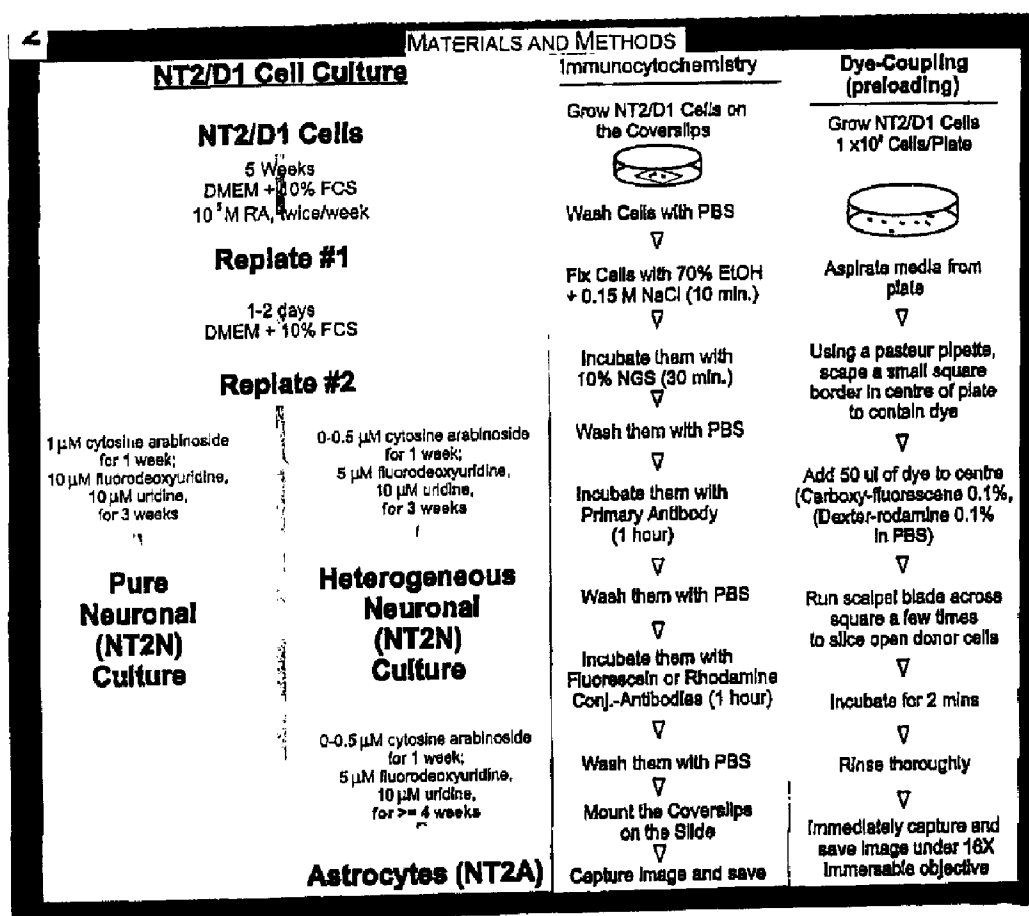 2
MATERIALS AND METHODS
NT2/D1 Cell Culture
NT2/D1 Cells
5 Weeks
DMEM + 10% FCS
10⁻⁵M RA, twice/week
Replate #1
1-2 days
DMEM + 10% FCS
Replate #2
1 µM cytosine arabinoside
for 1 week;
10 µM fluorodeoxyuridine,
10 µM uridine,
for 3 weeks
Pure
Neuronal
(NT2N)
Culture
0-0.5 µM cytosine arabinoside
for 1 week;
5 µM fluorodeoxyuridine,
10 µM uridine,
for 3 weeks
Heterogeneous
Neuronal
(NT2N)
Culture
0-0.5 µM cytosine arabinoside
for 1 week;
5 µM fluorodeoxyuridine,
10 µM uridine,
for >= 4 weeks
Astrocytes (NT2A)
Immunocytochemistry
Grow NT2/D1 Cells on
the Coverslips
Wash Cells with PBS
Fix Cells with 70% EtOH
+ 0.15 M NaCl (10 min.)
Incubate them with
10% NGS (30 min.)
Wash them with PBS
Incubate them with
Primary Antibody
(1 hour)
Wash them with PBS
Incubate them with
Fluorescein or Rhodamine
Conj.-Antibodies (1 hour)
Wash them with PBS
Mount the Coverslips
on the Slide
Capture Image and save
Dye-Coupling
(preloading)
Grow NT2/D1 Cells
Cells/Plate
Aspirate media from
plate
Using a pasteur pipette,
scape a small square
border in centre of plate
to contain dye
Add 50 ul of dye to centre
(Carboxy-fluorescene 0.1%,
(Dexter-rodamine 0.1%
in PBS)
Run scalpel blade across
square a few times
to slice open donor cells
Incubate for 2 mins
Rinse thoroughly
Immediately capture and
save image under 16X
Immersable objective